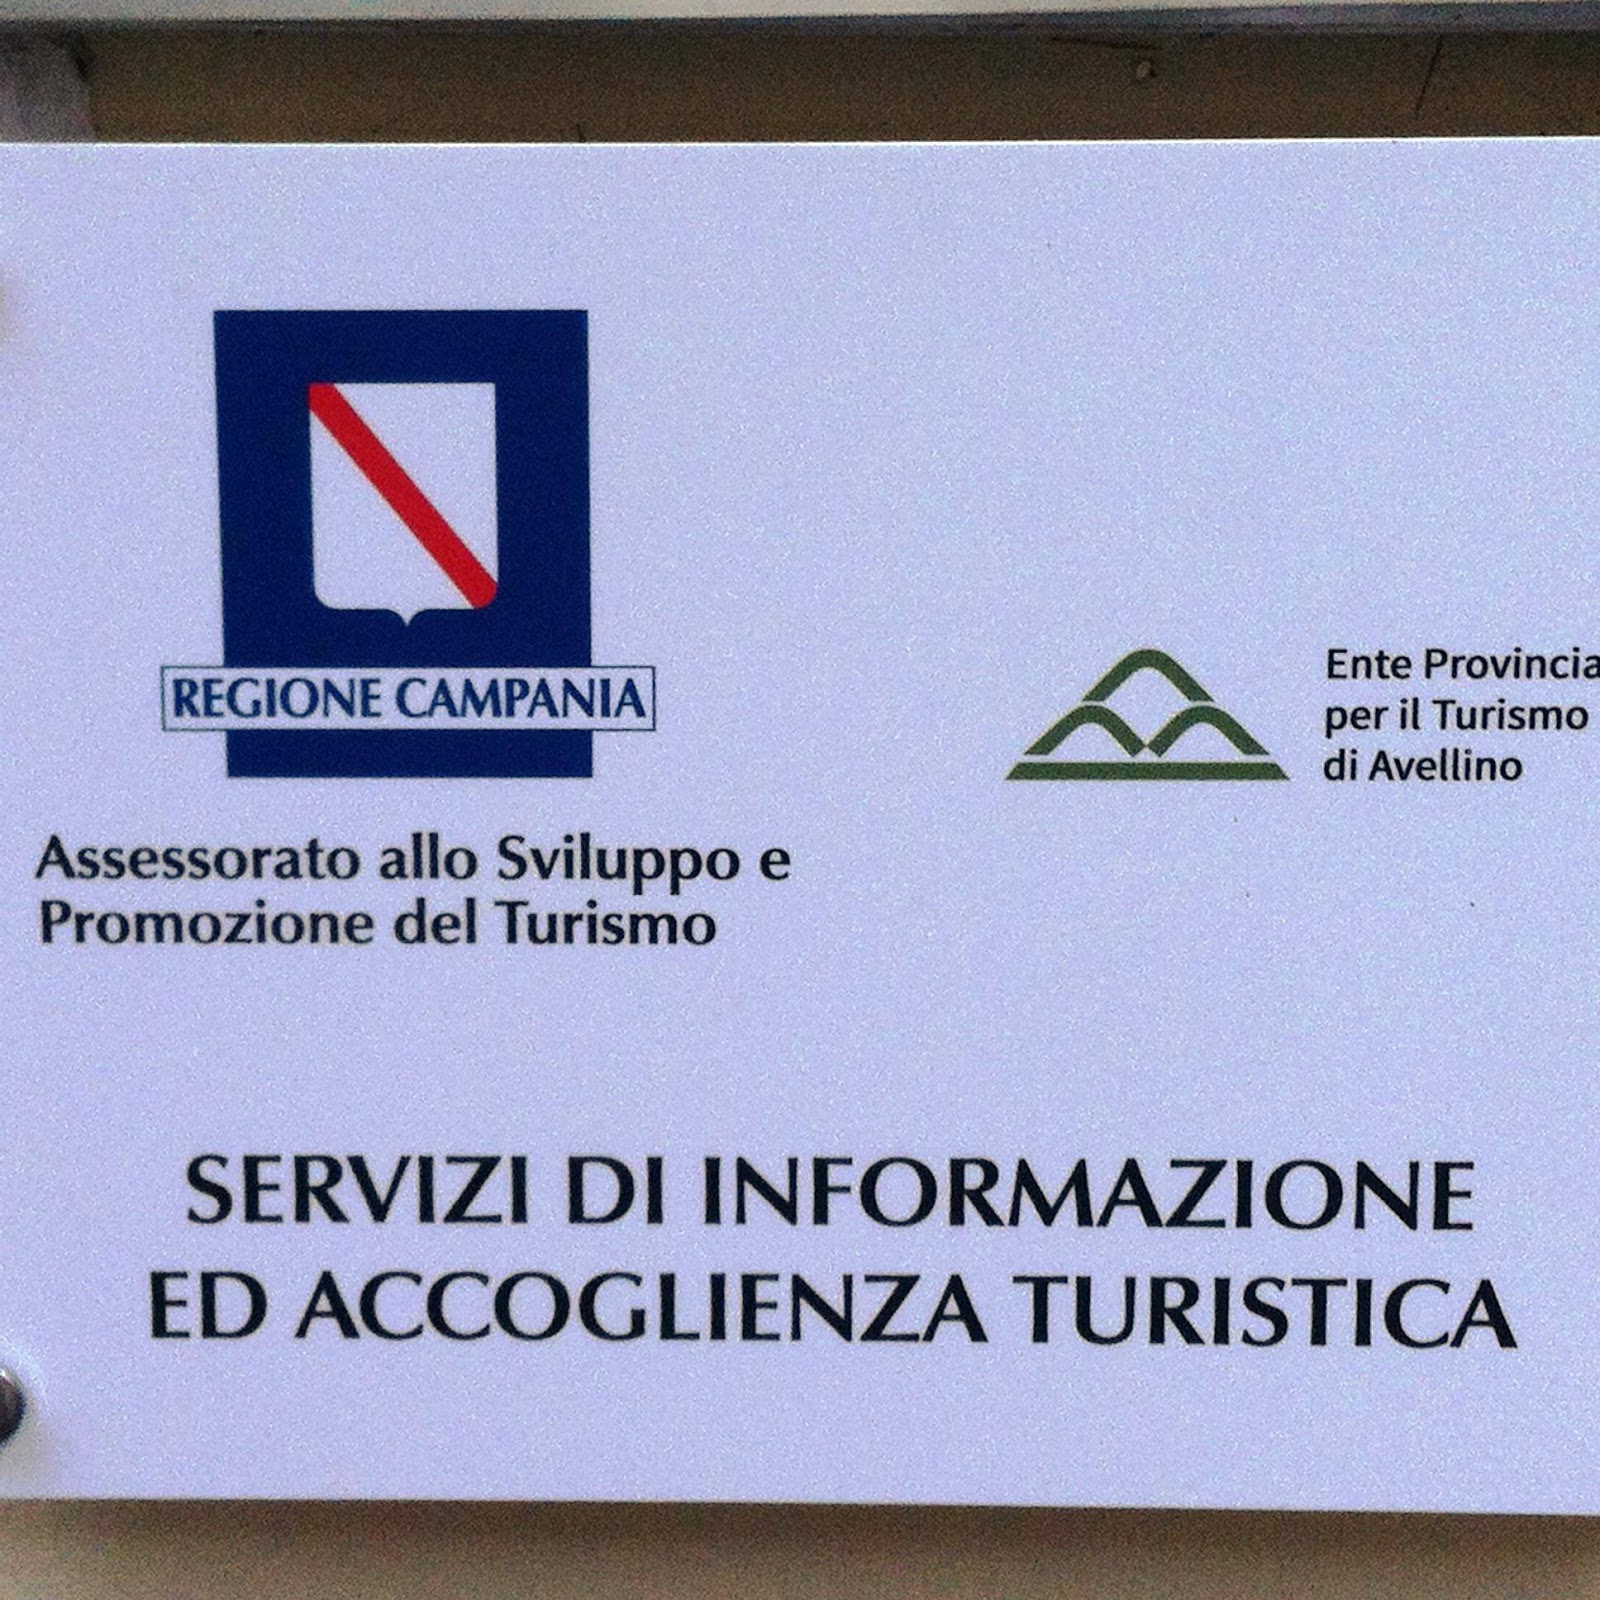 REGIONE CAMPANIA
Assessorato allo Sviluppo e
Promozione del Turismo
Ente Provincia
per il Turismo
di Avellino
SERVIZI DI INFORMAZIONE
ED ACCOGLIENZA TURISTICA